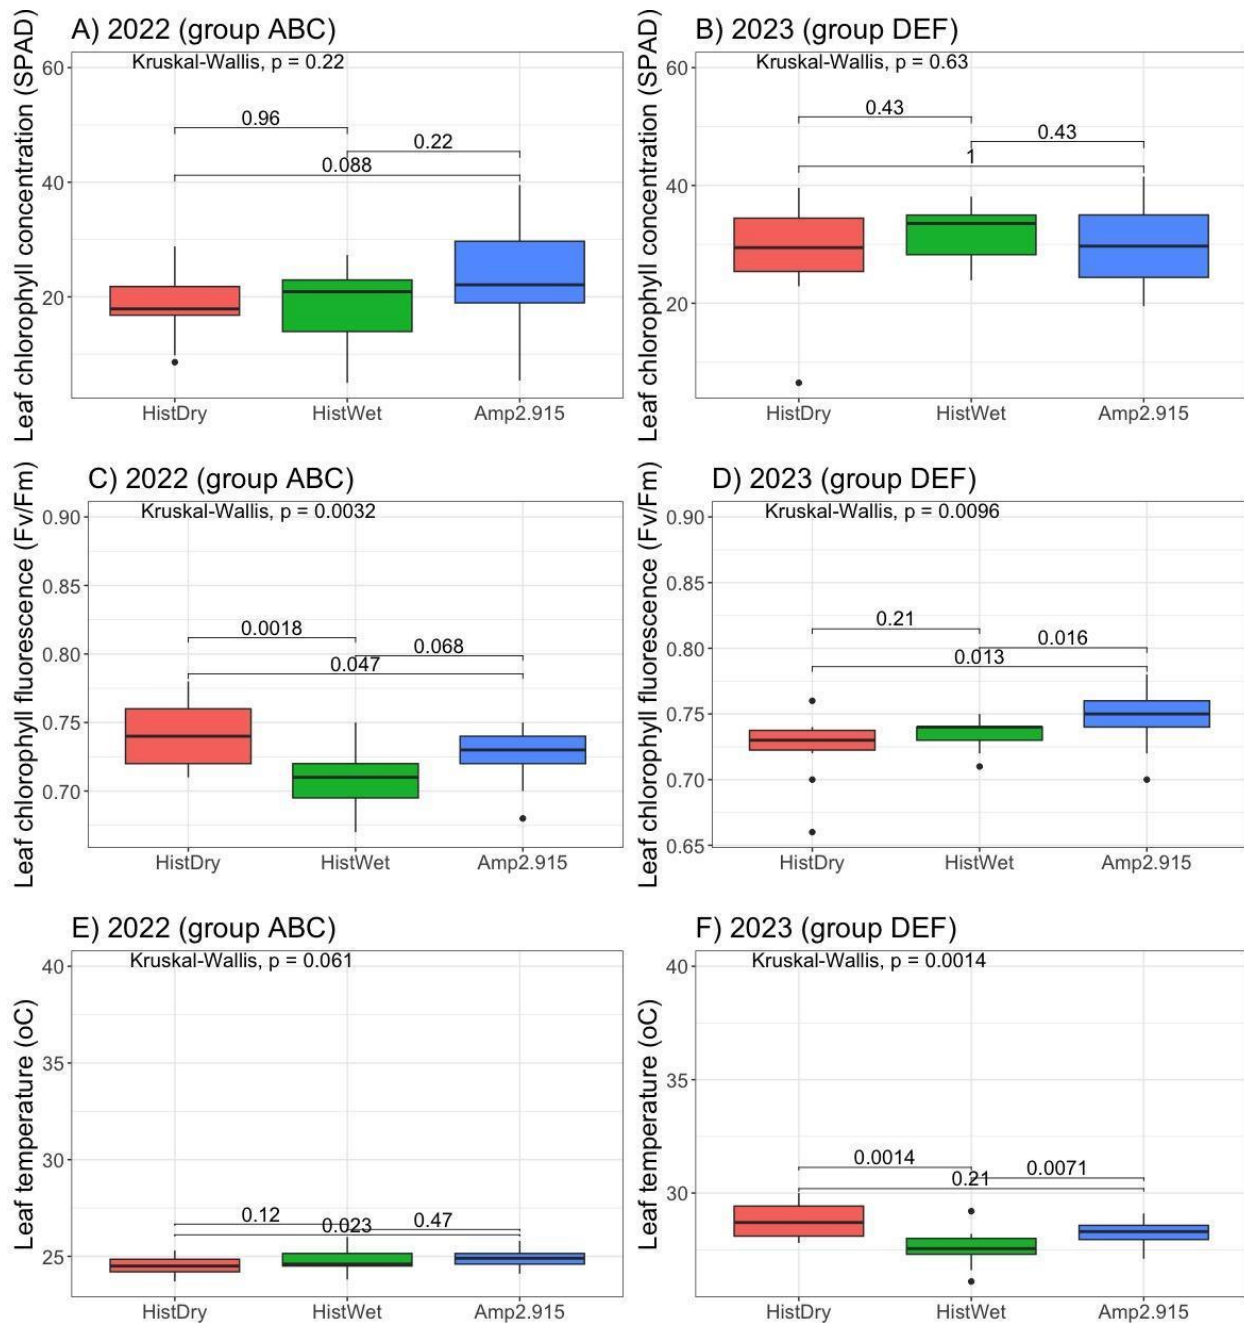 A) 2022 (group ABC)
Kruskal-Wallis, p = 0.22
Leaf chlorophyll concentration (SPAD)
60
40
20
0.96
0.22
0.088
HistDry HistWet Amp2.915
B) 2023 (group DEF)
Kruskal-Wallis, p = 0.63
Leaf chlorophyll concentration (SPAD)
60
40
20
0.43
0.43
1
HistDry HistWet Amp2.915
C) 2022 (group ABC)
Kruskal-Wallis, p = 0.0032
Leaf chlorophyll fluorescence (Fv/Fm)
0.90
0.85
0.80
0.75
0.70
0.0018
0.068
0.047
HistDry HistWet Amp2.915
D) 2023 (group DEF)
Kruskal-Wallis, p = 0.0096
Leaf chlorophyll fluorescence (Fv/Fm)
0.90
0.85
0.80
0.75
0.70
0.65
0.21
0.016
0.013
HistDry HistWet Amp2.915
E) 2022 (group ABC)
Kruskal-Wallis, p = 0.061
Leaf temperature (oC)
40
35
30
25
0.12
0.47
0.023
HistDry HistWet Amp2.915
F) 2023 (group DEF)
Kruskal-Wallis, p = 0.0014
Leaf temperature (oC)
40
35
30
0.0014
0.0071
0.21
HistDry HistWet Amp2.915